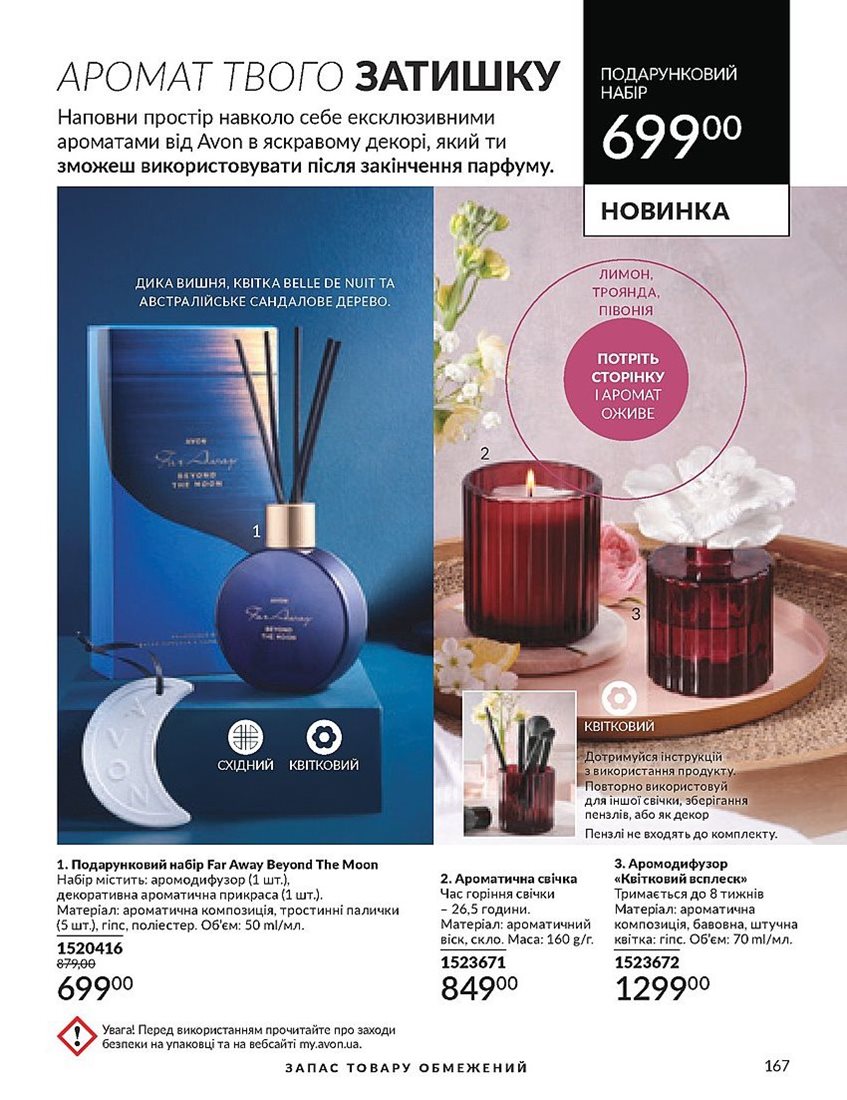 АРОМАТ ТВОГО ЗАТИШКУ
Наповни простір навколо себе ексклюзивними
ароматами від Avon в яскравому декорі, який ти
зможеш використовувати після закінчення парфуму.
ПОДАРУНКОВИЙ
НАБІР
699⁰⁰
НОВИНКА
ДИКА ВИШНЯ, КВІТКА BELLE DE NUIT ТА
АВСТРАЛІЙСЬКЕ САНДАЛОВЕ ДЕРЕВО.
ЛИМОН,
ТРОЯНДА,
ПІВОНІЯ
ПОТРІТЬ
СТОРІНКУ
І АРОМАТ
ОЖИВЕ
AVON
Far Away
BEYOND
THE MOON
1
AVON
Far Away
BEYOND
THE MOON
AVON
СХІДНИЙ
КВІТКОВИЙ
2
3
КВІТКОВИЙ
Дотримуйся інструкцій
з використання продукту.
Повторно використовуй
для іншої свічки, зберігання
пензлів, або як декор
Пензлі не входять до комплекту.
1. Подарунковий набір Far Away Beyond The Moon
Набір містить: аромодифузор (1 шт.),
декоративна ароматична прикраса (1 шт.).
Матеріал: ароматична композиція, тростинні палички
(5 шт.), гіпс, поліестер. Об'єм: 50 ml/мл.
1520416
879,00
699⁰⁰
2. Ароматична свічка
Час горіння свічки
– 26,5 години.
Матеріал: ароматичний
віск, скло. Маса: 160 g/г.
1523671
849⁰⁰
3. Аромодифузор
«Квітковий всплеск»
Тримається до 8 тижнів
Матеріал: ароматична
композиція, бавовна, штучна
квітка: гіпс. Об'єм: 70 ml/мл.
1523672
1299⁰⁰
Увага! Перед використанням прочитайте про заходи
безпеки на упаковці та на вебсайті my.avon.ua.
ЗАПАС ТОВАРУ ОБМЕЖЕНИЙ
167